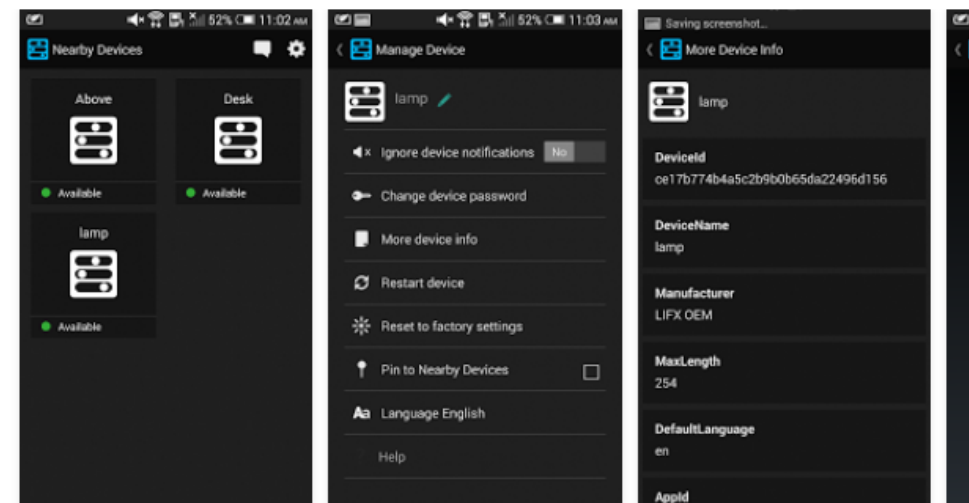 52% 11:02 AM
Nearby Devices
Above
Desk
Available
Available
lamp
Available
52% 11:03 AM
Manage Device
lamp
Ignore device notifications No
Change device password
More device info
Restart device
Reset to factory settings
Pin to Nearby Devices
Aa Language English
Help
Saving screenshot...
More Device Info
lamp
DeviceId
ce17b774b4a5c2b9b0b65da22496d156
DeviceName
lamp
Manufacturer
LIFX OEM
MaxLength
254
DefaultLanguage
en
AppId